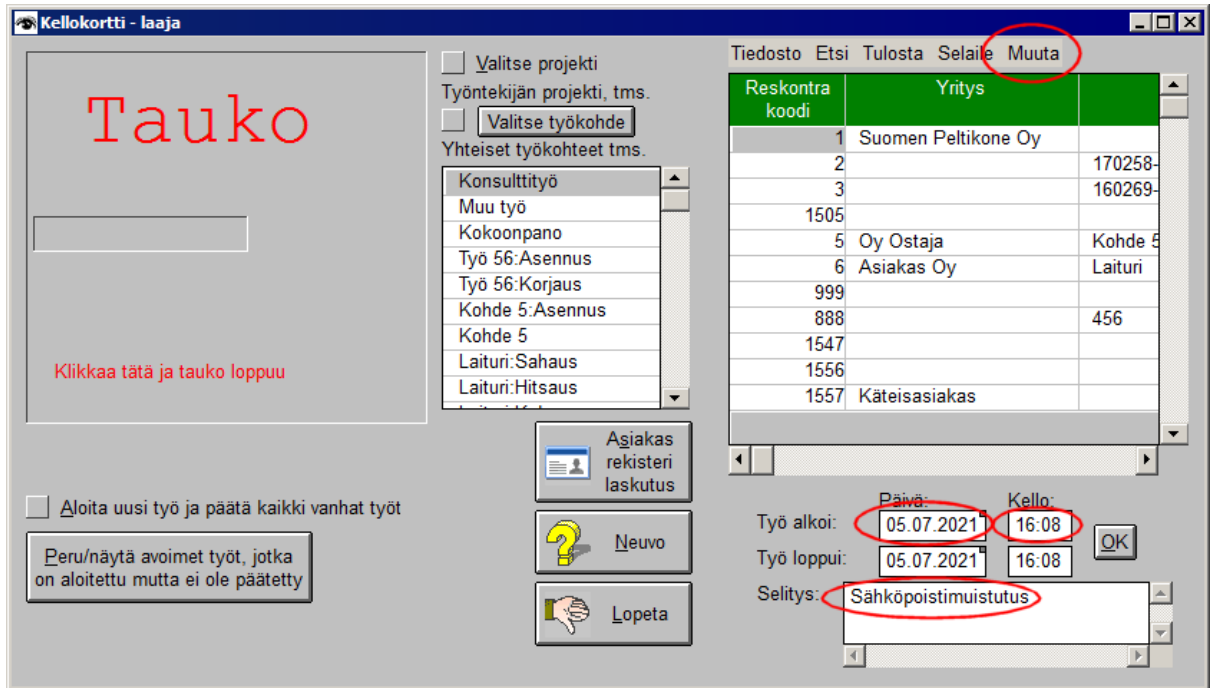 Kellokortti - laaja
Tauko
Klikkaa tätä ja tauko loppuu
Aloita uusi työ ja päätä kaikki vanhat työt
Peru/näytä avoimet työt, jotka
on aloitettu mutta ei ole päätetty
Valitse projekti
Työntekijän projekti, tms.
Valitse työkohde
Yhteiset työkohteet tms.
Konsulttityö
Muu työ
Kokoonpano
Työ 56:Asennus
Työ 56:Korjaus
Kohde 5:Asennus
Kohde 5
Laituri:Sahaus
Laituri:Hitsaus
Asiakas
rekisteri
laskutus
Neuvo
Lopeta
Tiedosto Etsi Tulosta Selaile Muuta
Reskontra Yritys
koodi
1 Suomen Peltikone Oy
2 170258-
3 160269-
1505
5 Oy Ostaja Kohde 5
6 Asiakas Oy Laituri
999
888 456
1547
1556
1557 Käteisasiakas
Päivä: Kello:
Työ alkoi: 05.07.2021 16:08 OK
Työ loppui: 05.07.2021 16:08
Selitys: Sähköpoistimuistutus